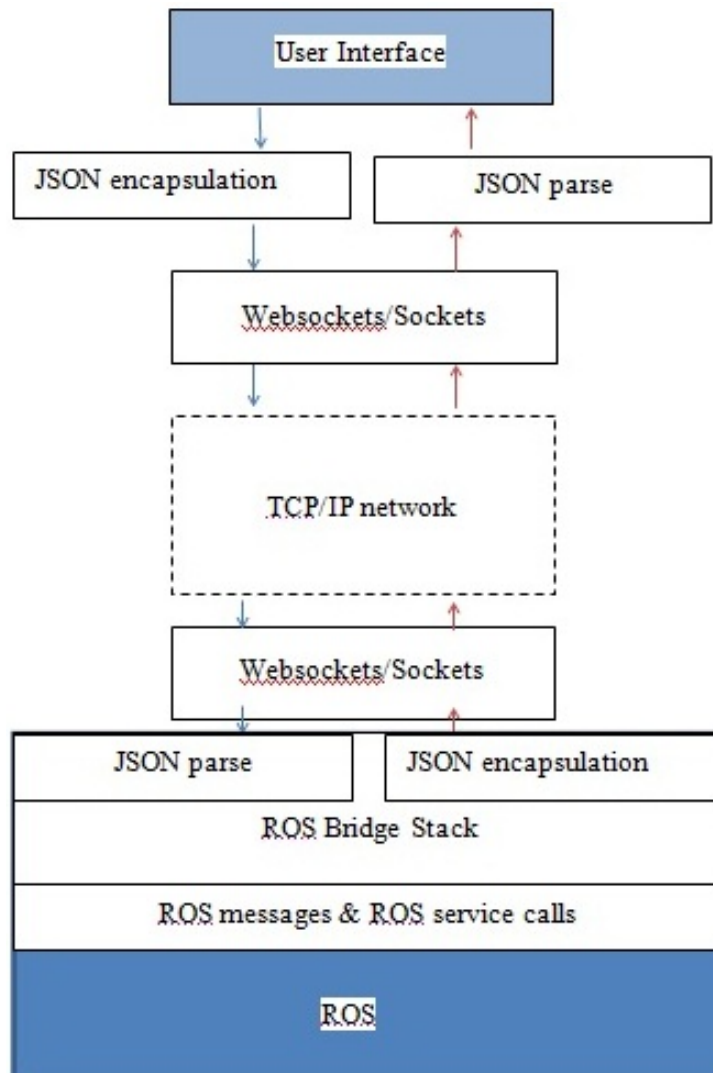 User Interface
JSON encapsulation
JSON parse
Websockets/Sockets
TCP/IP network
Websockets/Sockets
JSON parse
JSON encapsulation
ROS Bridge Stack
ROS messages & ROS service calls
ROS